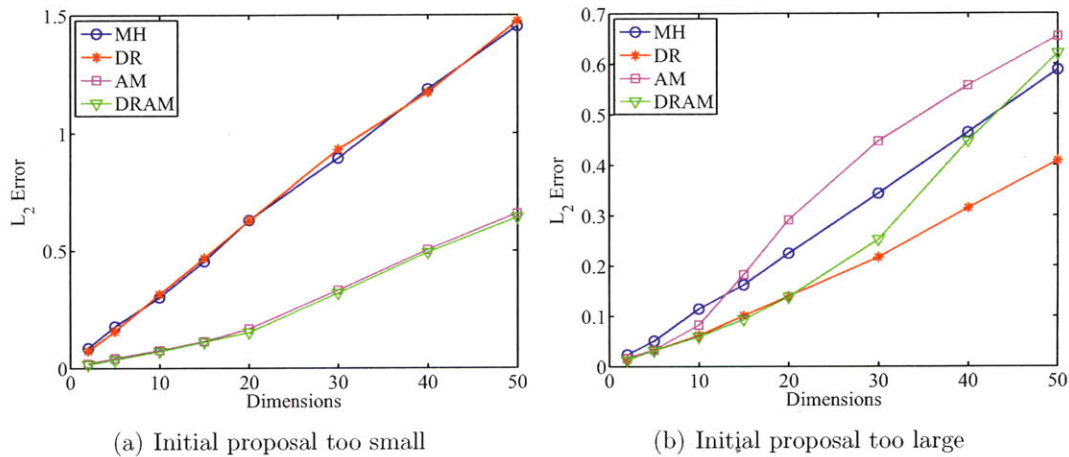 1.5
1
0.5
0
L2 Error
MH
DR
AM
DRAM
0 10 20 30 40 50
Dimensions
(a) Initial proposal too small
0.7
0.6
0.5
0.4
0.3
0.2
0.1
0
L2 Error
MH
DR
AM
DRAM
0 10 20 30 40 50
Dimensions
(b) Initial proposal too large